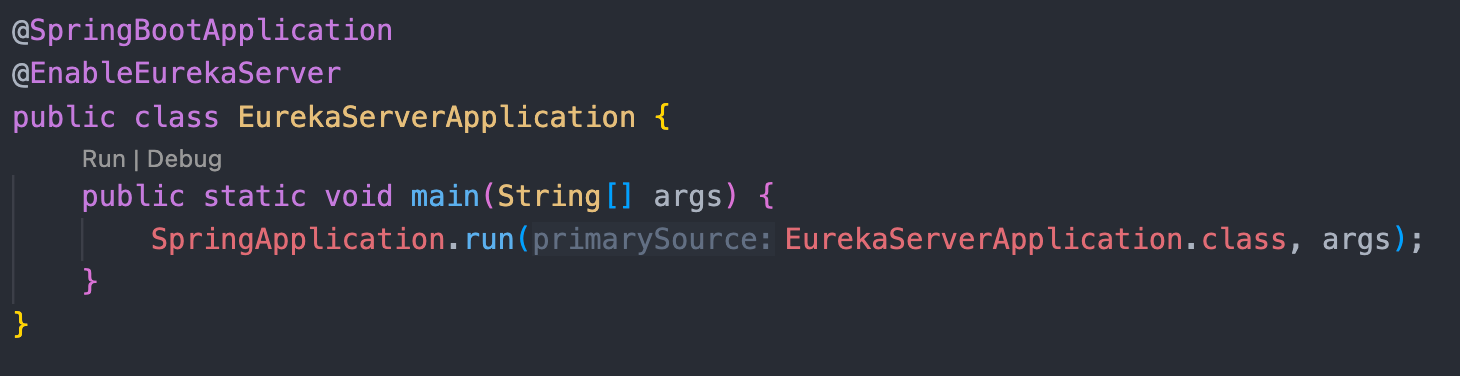 @SpringBootApplication
@EnableEurekaServer
public class EurekaServerApplication {
Run | Debug
public static void main(String[] args) {
SpringApplication.run(primarySource: EurekaServerApplication.class, args);
}
}